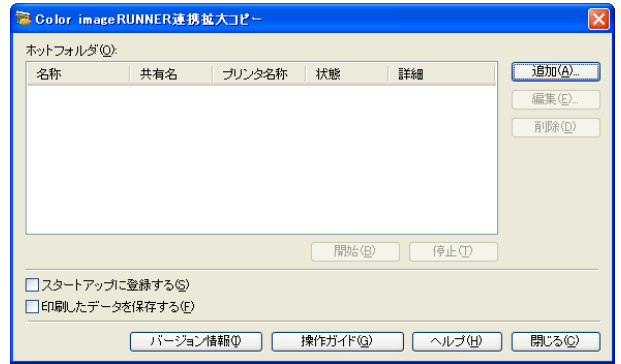 Color imageRUNNER連携拡大コピー
ホットフォルダ(O):
名称 共有名 プリンタ名称 状態 詳細
追加(A)...
編集(E)...
削除(D)
開始(B) 停止(T)
スタートアップに登録する(S)
印刷したデータを保存する(F)
バージョン情報(I) 操作ガイド(G) ヘルプ(H) 閉じる(C)